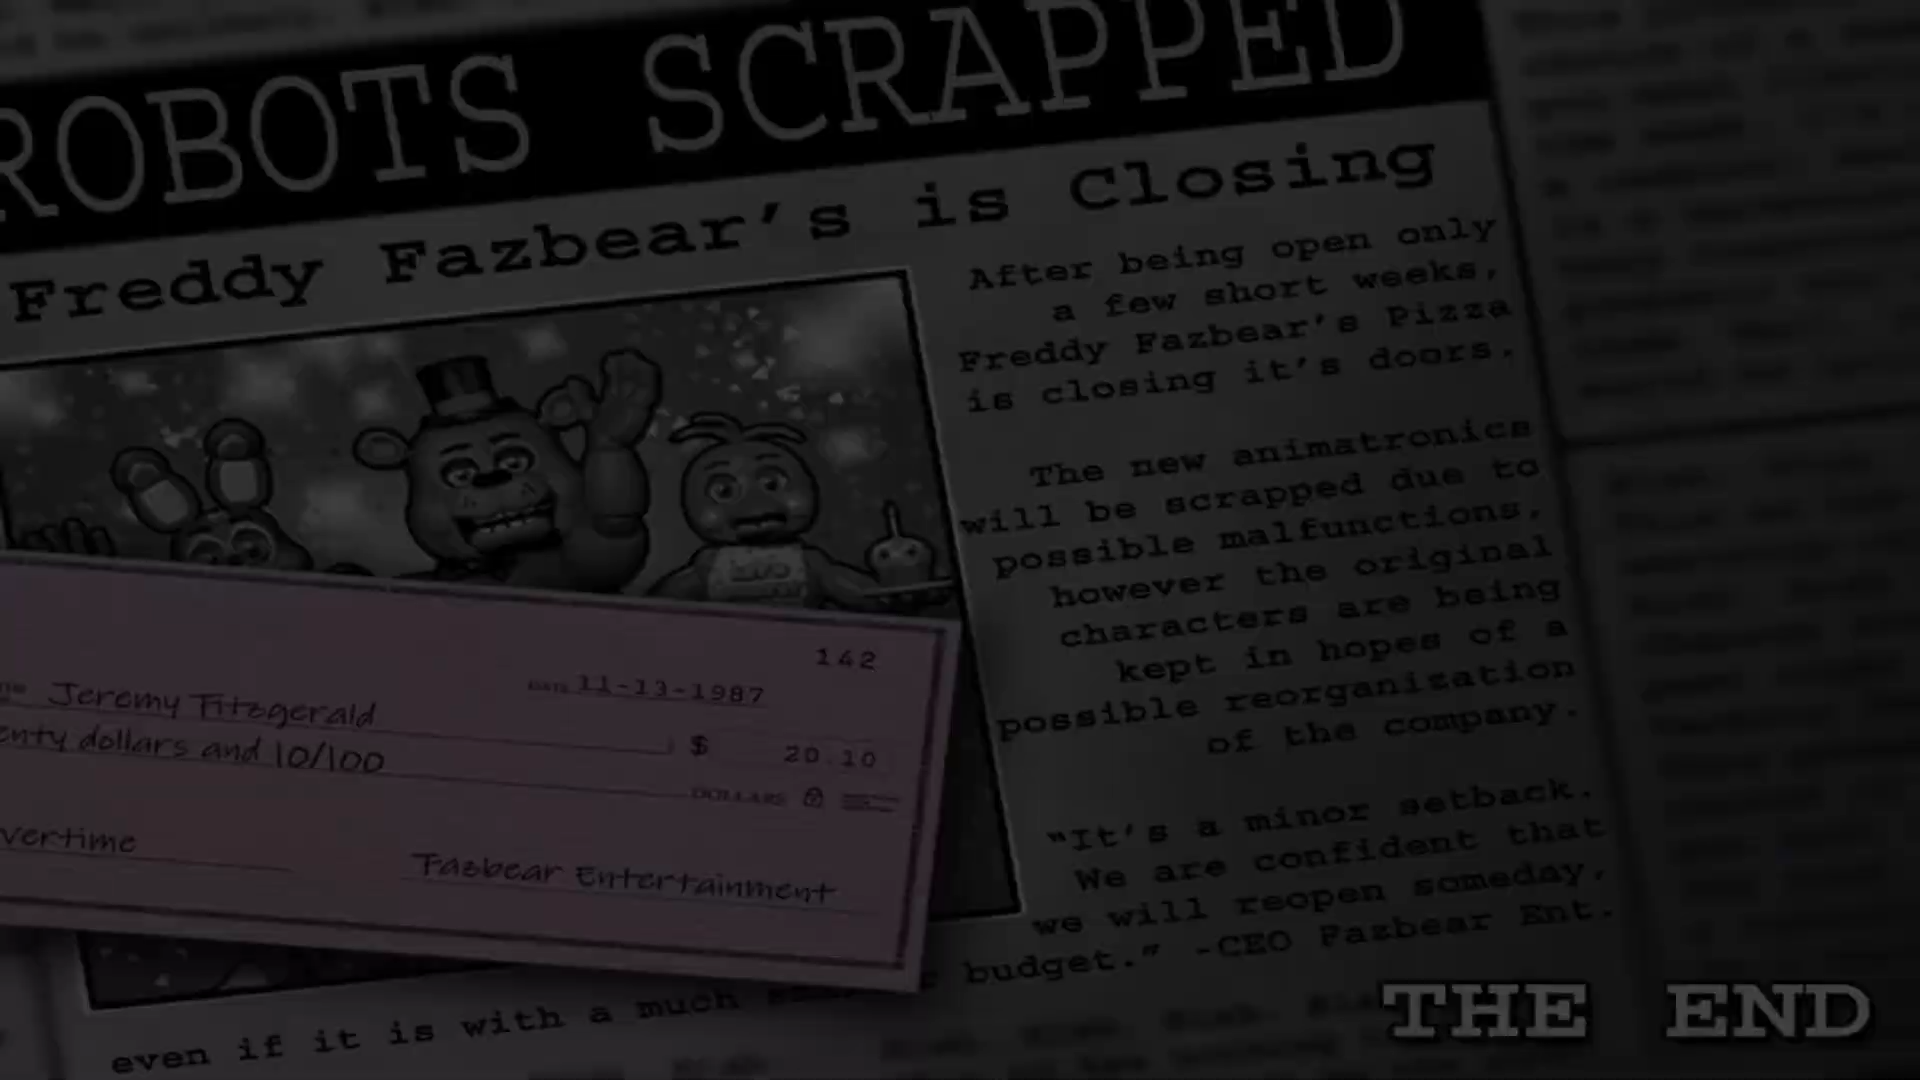 ROBOTS SCRAPPED
Freddy Fazbear's is Closing
After being open only
a few short weeks,
Freddy Fazbear's Pizza
is closing it's doors.
The new animatronics
will be scrapped due to
possible malfunctions,
however the original
characters are being
kept in hopes of a
possible reorganization
of the company.
"It's a minor setback.
We are confident that
we will reopen someday,
even if it is with a much budget." -CEO Fazbear Ent.
142
DATE 11-13-1987
Jeremy Fitzgerald
$ 20.10
enty dollars and 10/100
DOLLARS
vertime
Fazbear Entertainment
THE END